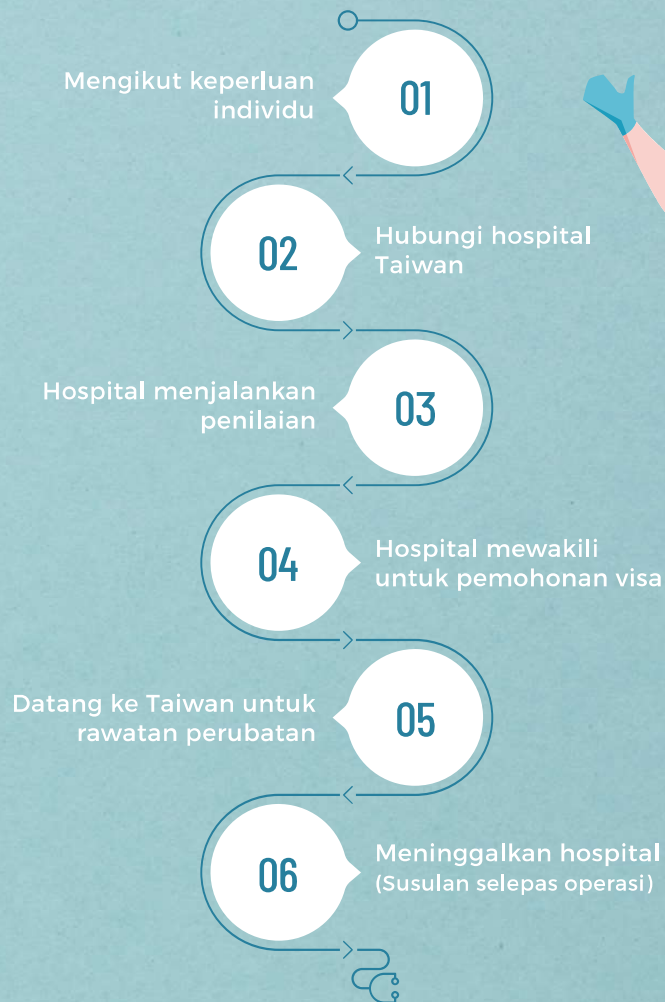 Mengikut keperluan
individu
01
02
Hubungi hospital
Taiwan
Hospital menjalankan
penilaian
03
04
Hospital mewakili
untuk pemohonan visa
Datang ke Taiwan untuk
rawatan perubatan
05
06
Meninggalkan hospital
(Susulan selepas operasi)